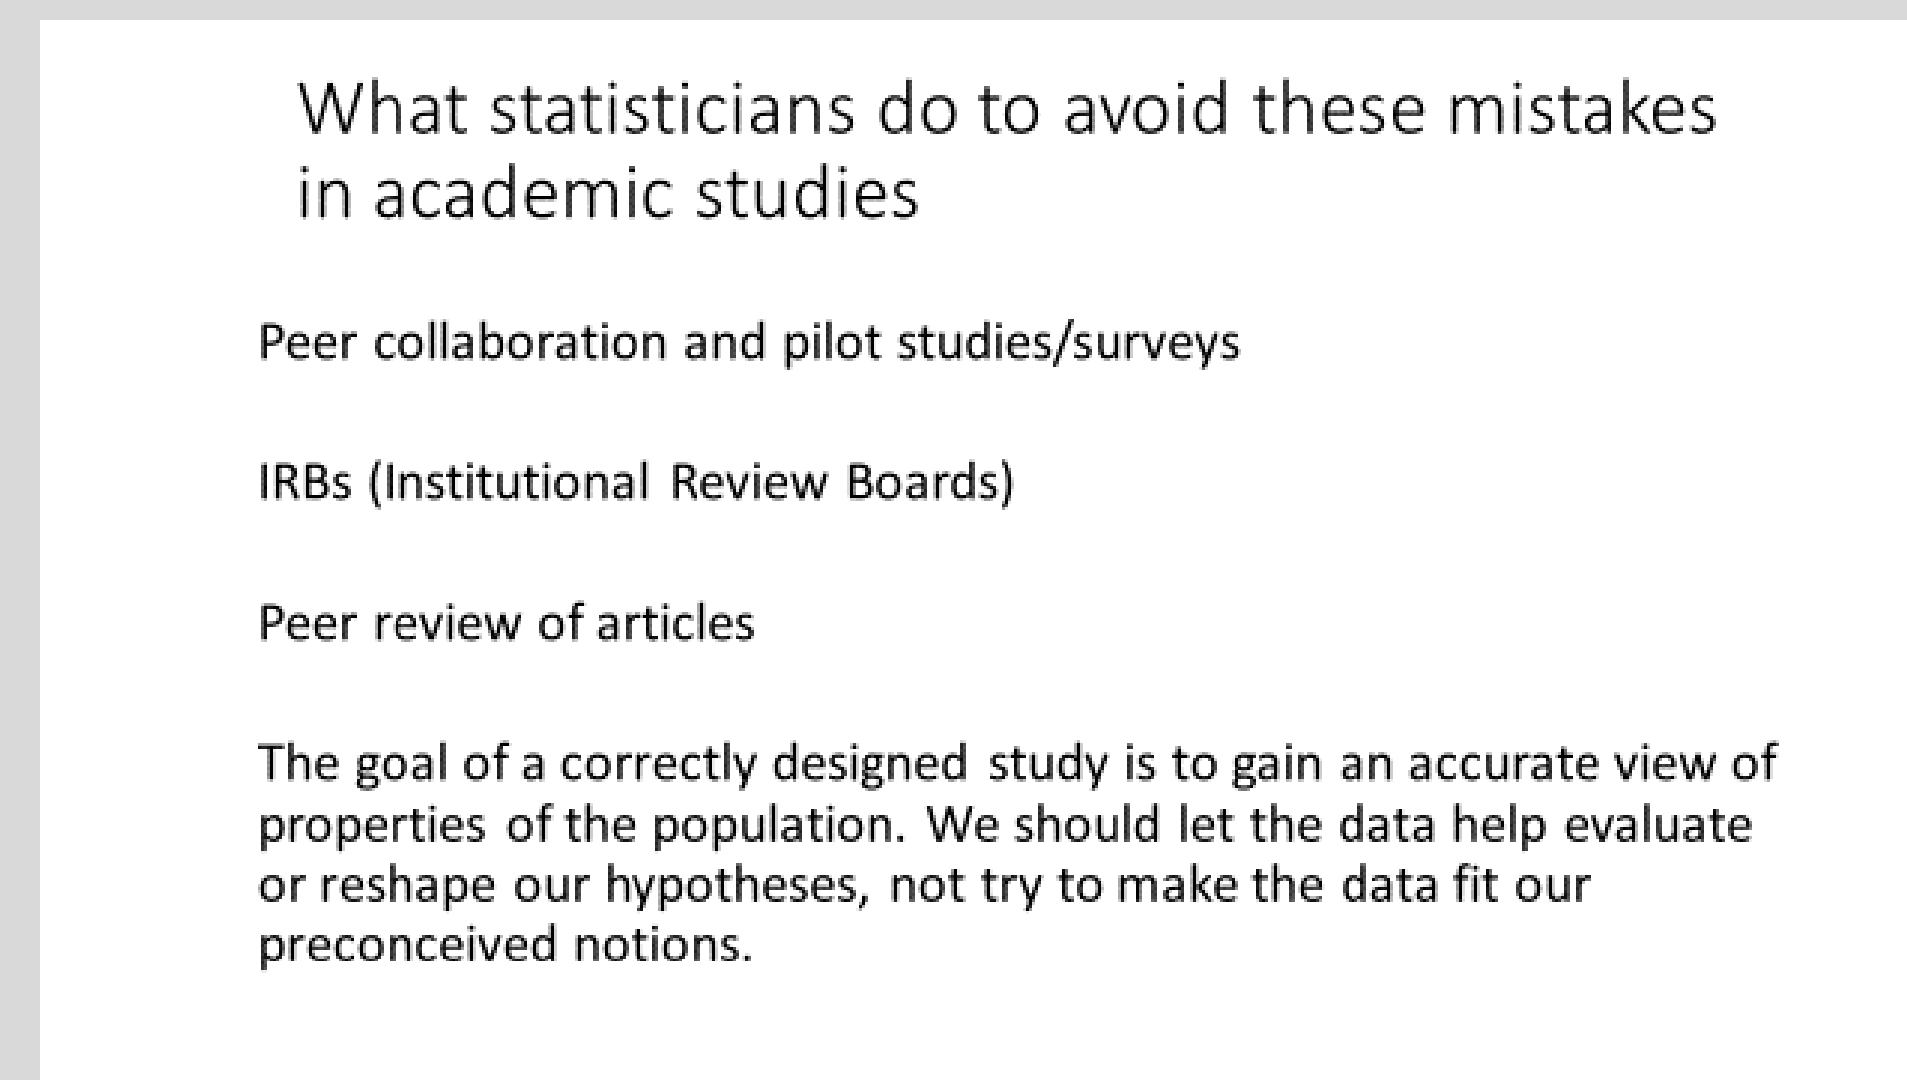 What statisticians do to avoid these mistakes
in academic studies
Peer collaboration and pilot studies/surveys
IRBs (Institutional Review Boards)
Peer review of articles
The goal of a correctly designed study is to gain an accurate view of
properties of the population. We should let the data help evaluate
or reshape our hypotheses, not try to make the data fit our
preconceived notions.